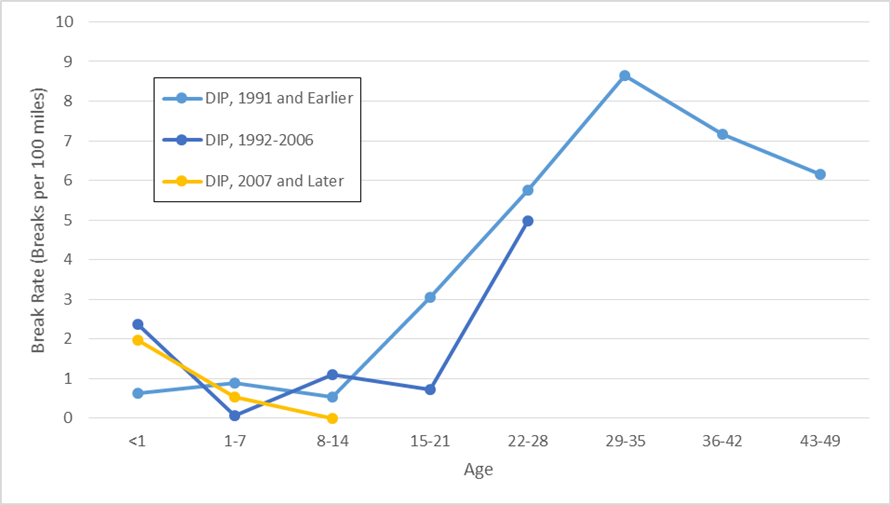 10
9
8
7
6
5
4
3
2
1
0
Break Rate (Breaks per 100 miles)
DIP, 1991 and Earlier
DIP, 1992-2006
DIP, 2007 and Later
<1 1-7 8-14 15-21 22-28 29-35 36-42 43-49
Age